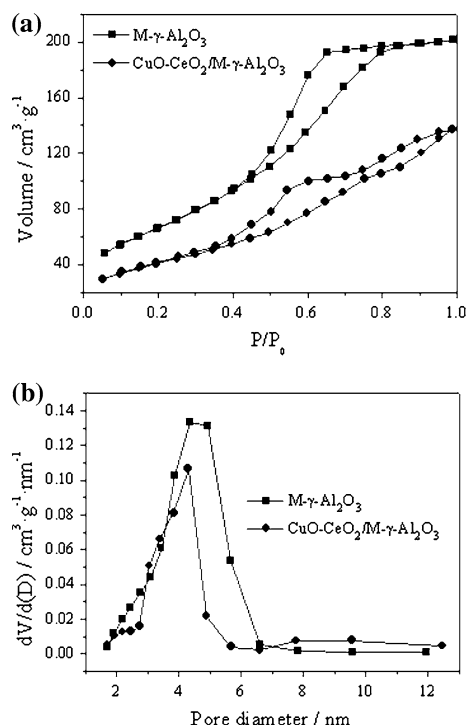 (a)
M-γ-Al₂O₃
CuO-CeO₂/M-γ-Al₂O₃
Volume / cm³·g⁻¹
200
160
120
80
40
0.0 0.2 0.4 0.6 0.8 1.0
P/P₀
(b)
M-γ-Al₂O₃
CuO-CeO₂/M-γ-Al₂O₃
dV/d(D) / cm³·g⁻¹·nm⁻¹
0.14
0.12
0.10
0.08
0.06
0.04
0.02
0.00
2 4 6 8 10 12
Pore diameter / nm